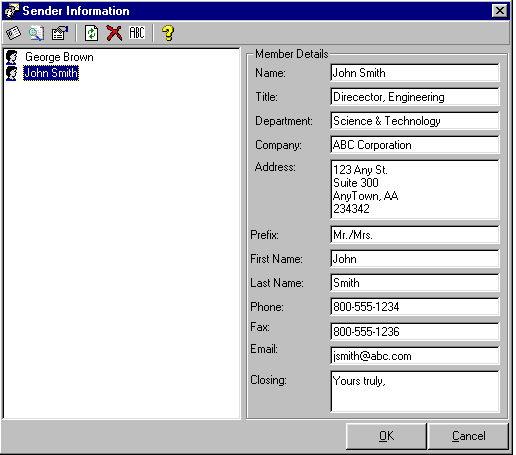 Sender Information
ABC
George Brown
John Smith
Member Details
Name: John Smith
Title: Direcector, Engineering
Department: Science & Technology
Company: ABC Corporation
Address: 123 Any St.
Suite 300
AnyTown, AA
234342
Prefix: Mr./Mrs.
First Name: John
Last Name: Smith
Phone: 800-555-1234
Fax: 800-555-1236
Email: jsmith@abc.com
Closing: Yours truly,
OK Cancel